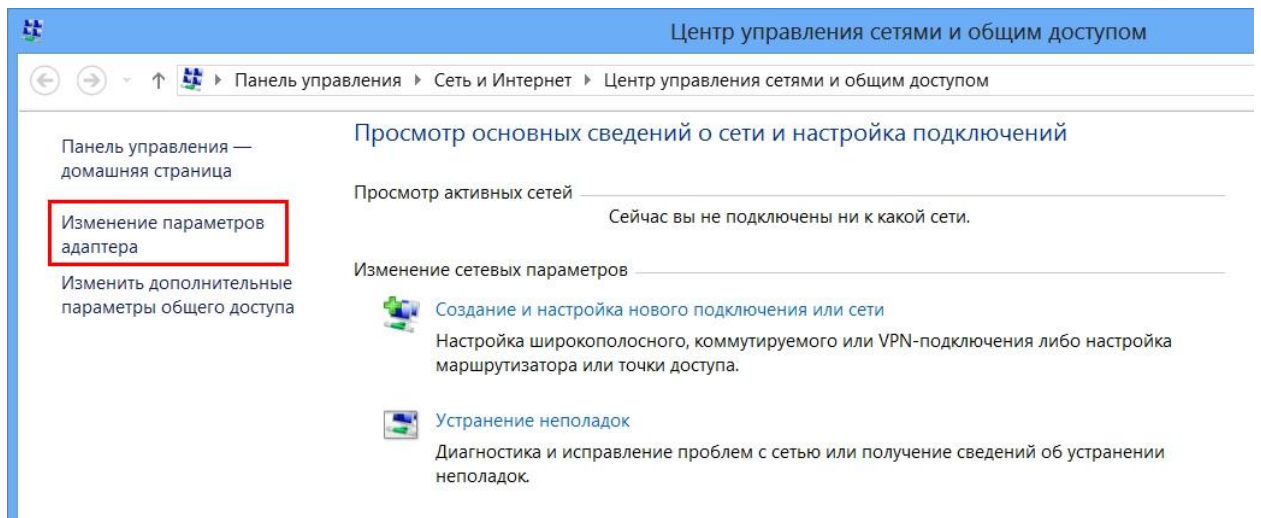 Центр управления сетями и общим доступом
Панель управления
Сеть и Интернет
Центр управления сетями и общим доступом
Панель управления —
домашняя страница
Изменение параметров
адаптера
Изменить дополнительные
параметры общего доступа
Просмотр основных сведений о сети и настройка подключений
Просмотр активных сетей
Сейчас вы не подключены ни к какой сети.
Изменение сетевых параметров
Создание и настройка нового подключения или сети
Настройка широкополосного, коммутируемого или VPN-подключения либо настройка
маршрутизатора или точки доступа.
Устранение неполадок
Диагностика и исправление проблем с сетью или получение сведений об устранении
неполадок.